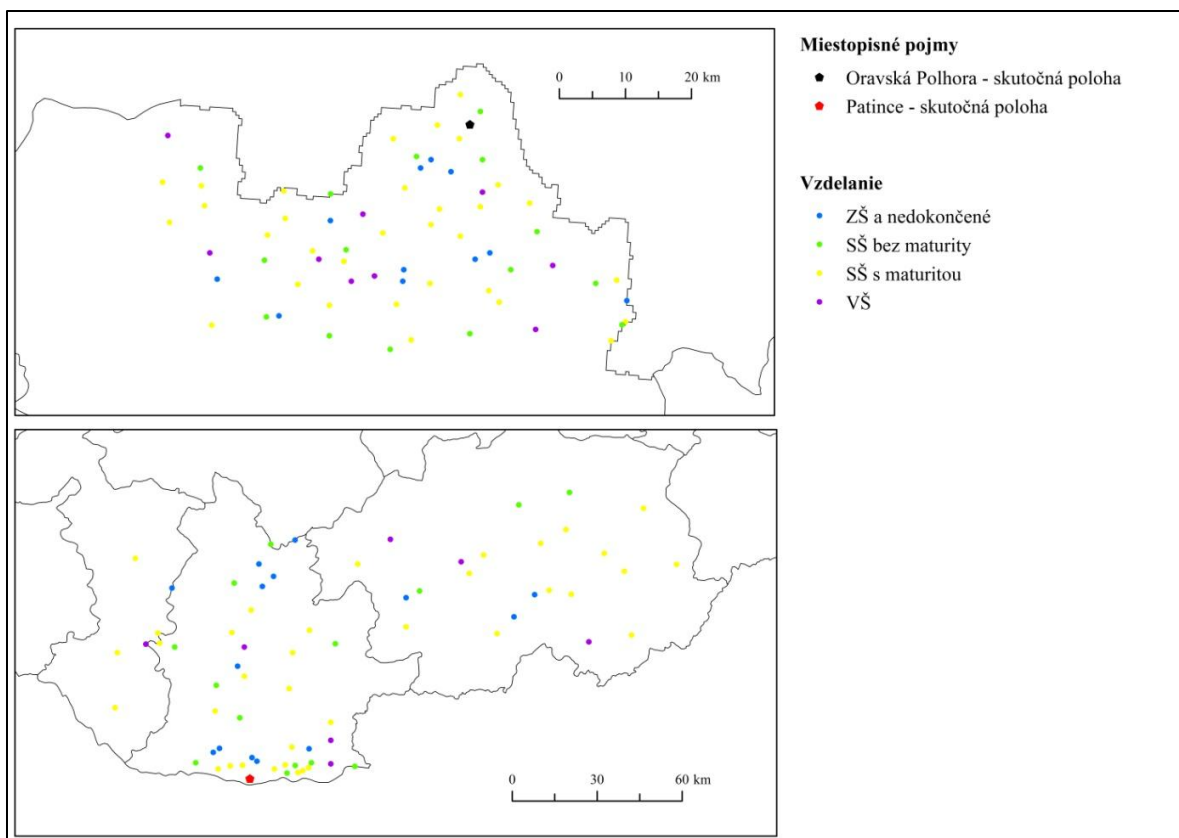 0 10 20 km
Miestopisné pojmy
Oravská Polhora - skutočná poloha
Patince - skutočná poloha
Vzdelanie
ZŠ a nedokončené
SŠ bez maturity
SŠ s maturitou
VŠ
0 30 60 km